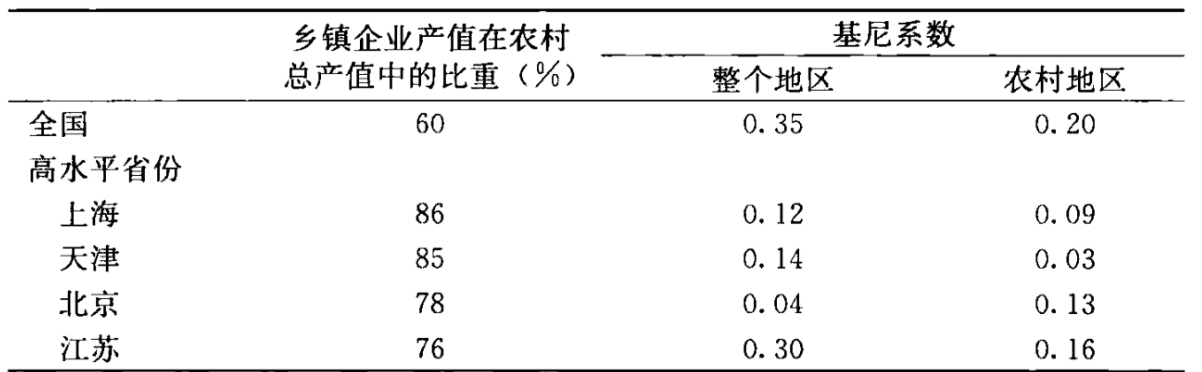 乡镇企业产值在农村 基尼系数
总产值中的比重（%） 整个地区 农村地区
全国 60 0.35 0.20
高水平省份
上海 86 0.12 0.09
天津 85 0.14 0.03
北京 78 0.04 0.13
江苏 76 0.30 0.16